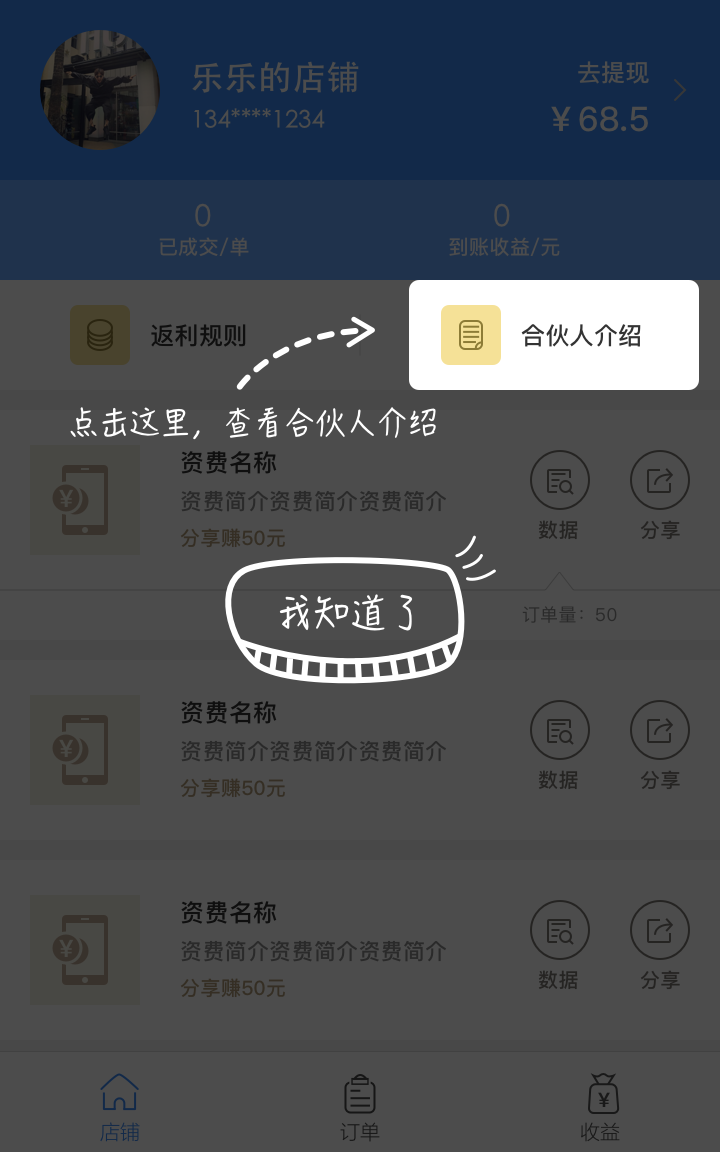 乐乐的店铺
134****1234
去提现
¥ 68.5
0
已成交/单
0
到账收益/元
返利规则
合伙人介绍
点击这里，查看合伙人介绍
资费名称
资费简介资费简介资费简介
分享赚50元
数据
分享
订单量：50
我知道了
资费名称
资费简介资费简介资费简介
分享赚50元
数据
分享
资费名称
资费简介资费简介资费简介
分享赚50元
数据
分享
店铺
订单
收益